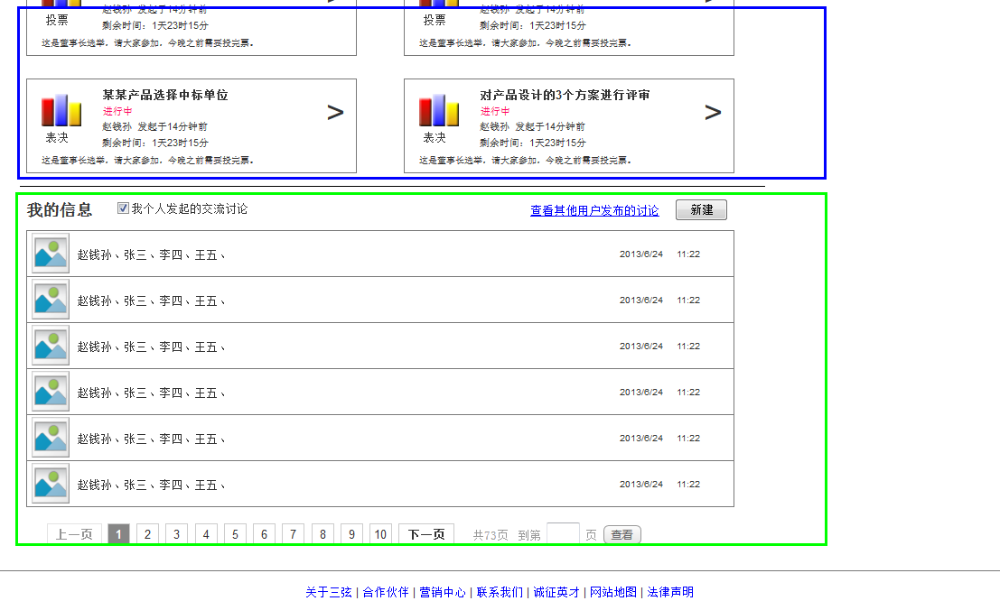 赵钱孙 发起于14分钟前 赵钱孙 发起于14分钟前
投票 投票
剩余时间：1天23时15分 剩余时间：1天23时15分
这是董事长选举，请大家参加，今晚之前需要投完票。 这是董事长选举，请大家参加，今晚之前需要投完票。
某某产品选择中标单位 对产品设计的3个方案进行评审
进行中 > 进行中 >
赵钱孙 发起于14分钟前 赵钱孙 发起于14分钟前
表决 表决
剩余时间：1天23时15分 剩余时间：1天23时15分
这是董事长选举，请大家参加，今晚之前需要投完票。 这是董事长选举，请大家参加，今晚之前需要投完票。
我的信息 我个人发起的交流讨论 查看其他用户发布的讨论 新建
赵钱孙、张三、李四、王五、 2013/6/24 11:22
赵钱孙、张三、李四、王五、 2013/6/24 11:22
赵钱孙、张三、李四、王五、 2013/6/24 11:22
赵钱孙、张三、李四、王五、 2013/6/24 11:22
赵钱孙、张三、李四、王五、 2013/6/24 11:22
赵钱孙、张三、李四、王五、 2013/6/24 11:22
上一页 1 2 3 4 5 6 7 8 9 10 下一页 共73页 到第 页 查看
关于三弦 | 合作伙伴 | 营销中心 | 联系我们 | 诚征英才 | 网站地图 | 法律声明